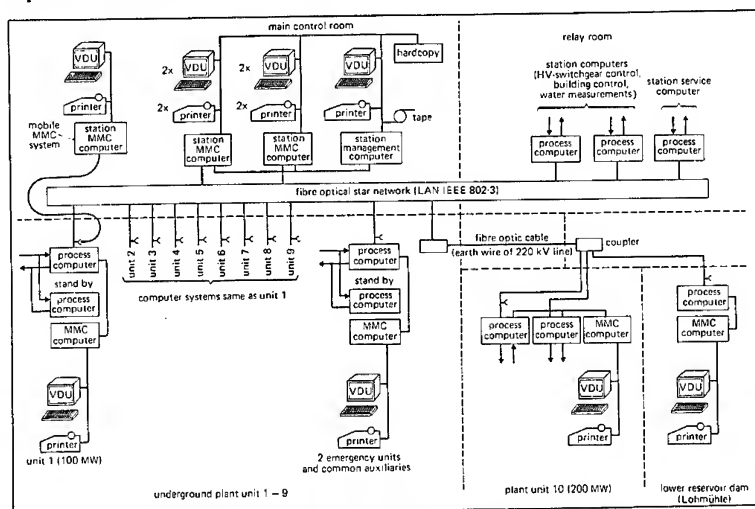 main control room
relay room
VDU
printer
mobile
MMC
system
station
MMC
computer
2x
VDU
2x
printer
station
MMC
computer
2x
VDU
2x
printer
station
MMC
computer
VDU
printer
station
management
computer
hardcopy
tape
station computers
(HV-switchgear control,
building control,
water measurements)
process
computer
process
computer
station service
computer
process
computer
fibre optical star network (LAN IEEE 802·3)
process
computer
stand by
process
computer
MMC
computer
VDU
printer
unit 1 (100 MW)
unit 2
unit 3
unit 4
unit 5
unit 6
unit 7
unit 8
unit 9
computer systems same as unit 1
process
computer
stand by
process
computer
MMC
computer
VDU
printer
2 emergency units
and common auxiliaries
underground plant unit 1 – 9
fibre optic cable
(earth wire of 220 kV line)
coupler
process
computer
process
computer
MMC
computer
VDU
printer
plant unit 10 (200 MW)
process
computer
MMC
computer
VDU
printer
lower reservoir dam
(Lohmühle)